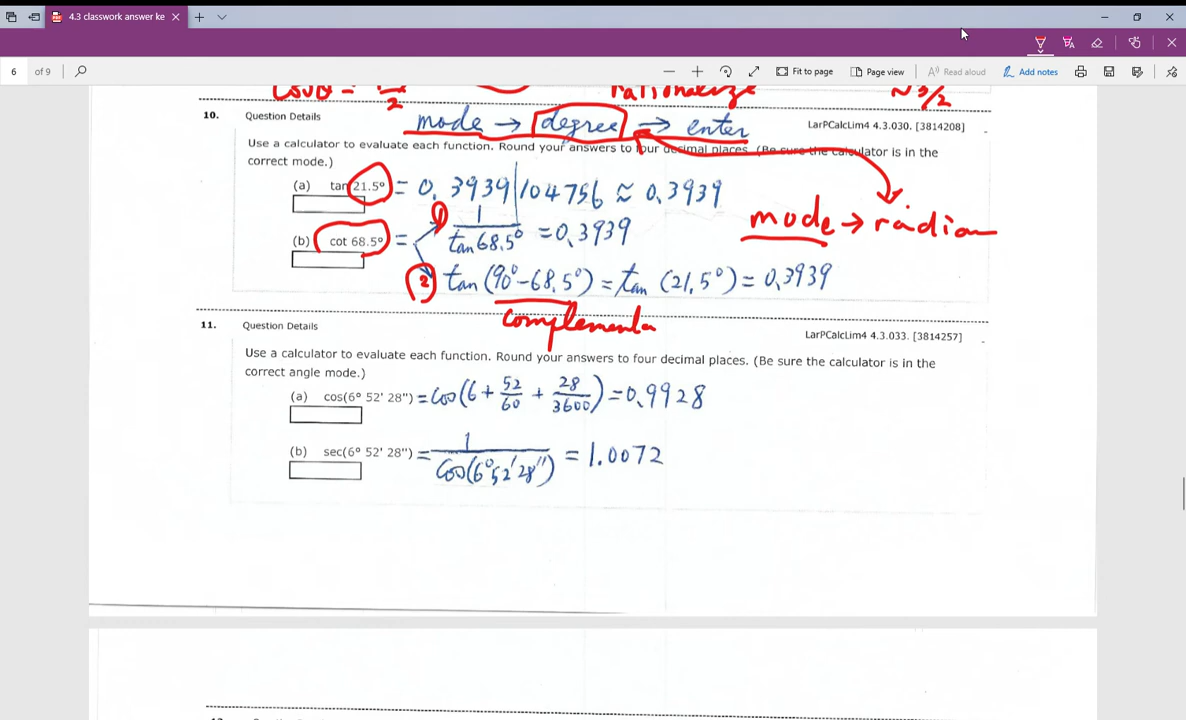 4.3 classwork answer ke
6 of 9 Fit to page Page view Read aloud Add notes
rationalize
10. Question Details mode → degree → enter LarPCalcLim4 4.3.030. [3814208]
Use a calculator to evaluate each function. Round your answers to four decimal places. (Be sure the calculator is in the
correct mode.)
(a) tan 21.5° = 0.3939|104756 ≈ 0.3939
mode → radian
(b) cot 68.5° = ① 1/tan 68.5° = 0.3939
② tan (90° - 68.5°) = tan (21.5°) = 0.3939
complementa
11. Question Details LarPCalcLim4 4.3.033. [3814257]
Use a calculator to evaluate each function. Round your answers to four decimal places. (Be sure the calculator is in the
correct angle mode.)
(a) cos(6° 52' 28") = cos(6 + 52/60 + 28/3600) = 0.9928
(b) sec(6° 52' 28") = 1/cos(6°52'28") = 1.0072